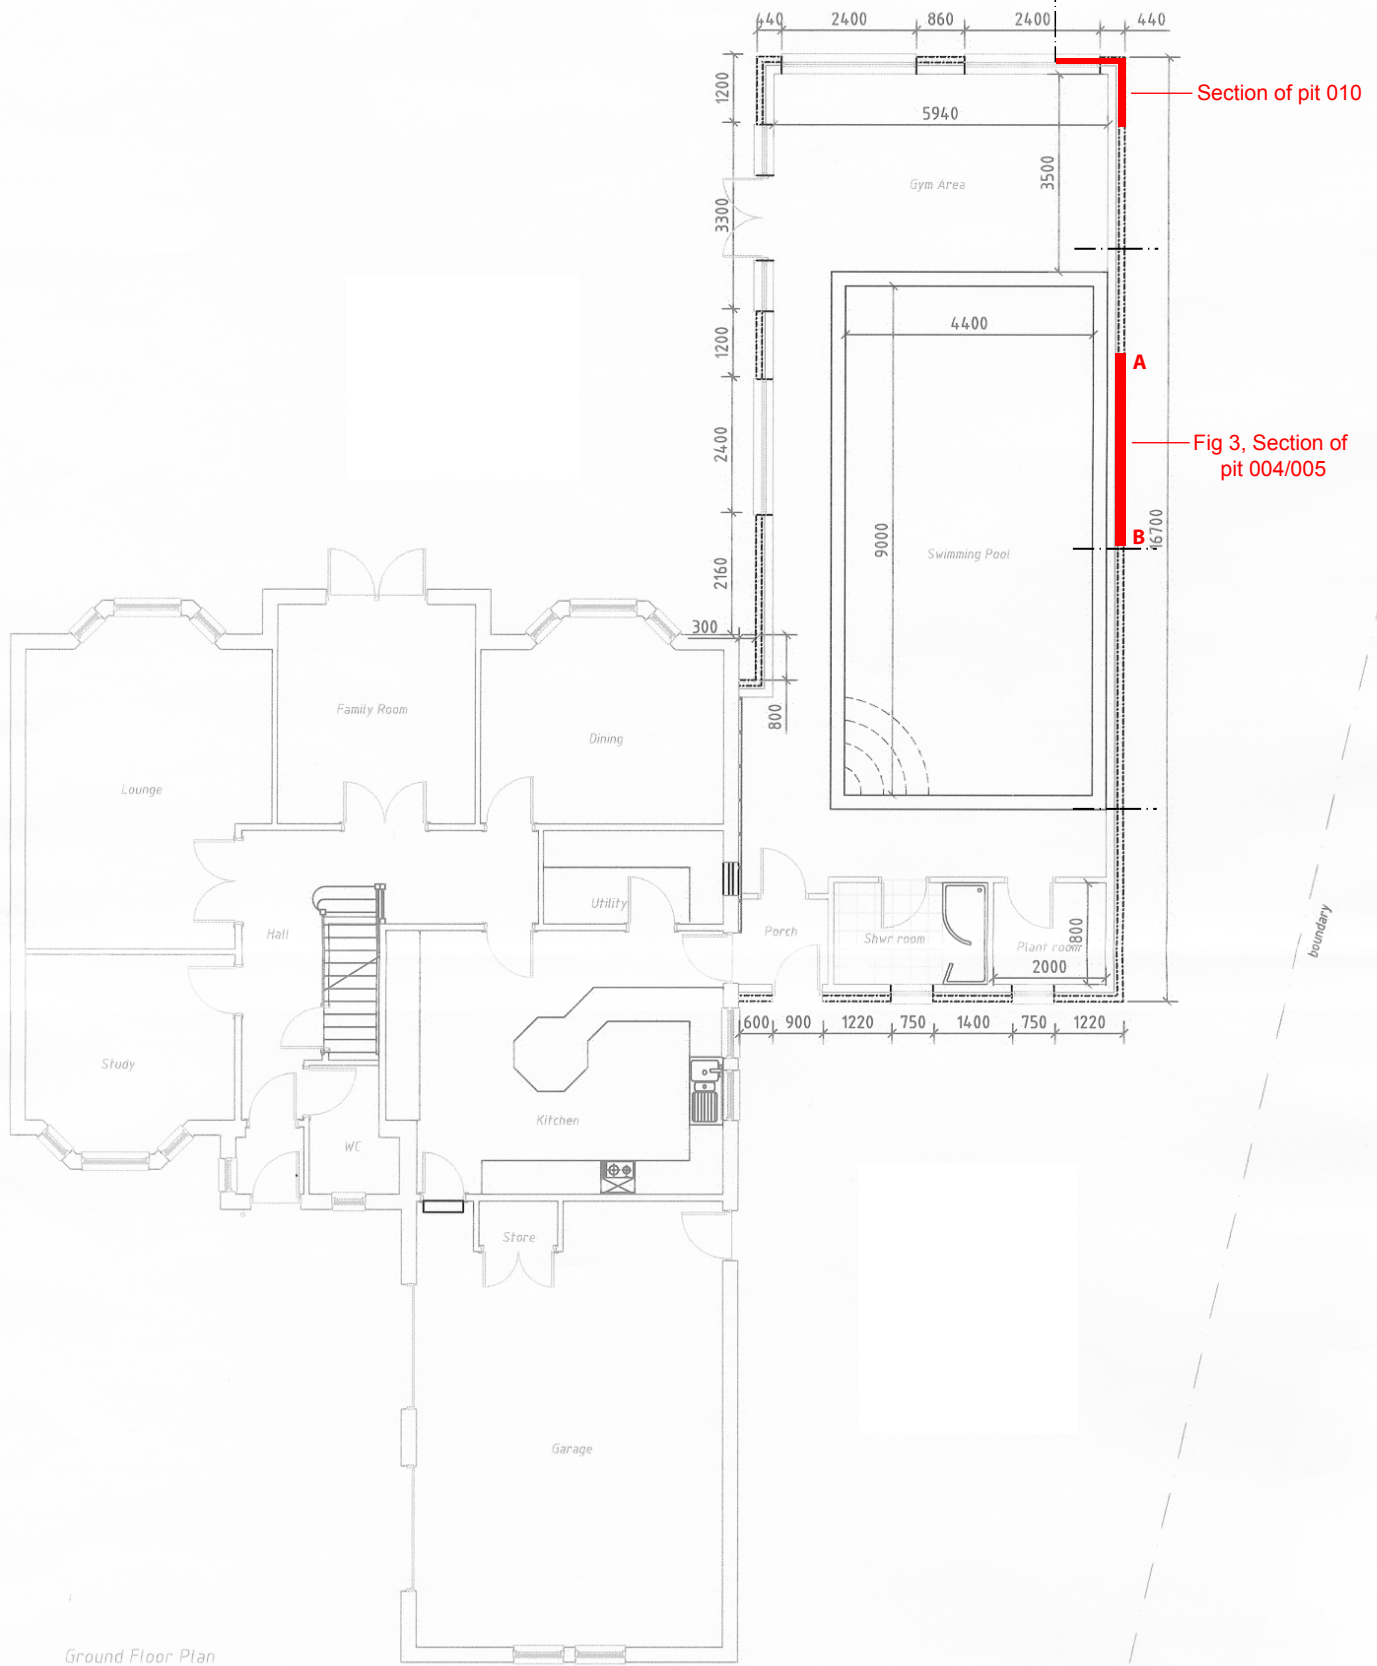 440
2400
860
2400
440
1200
Section of pit 010
5940
3500
Gym Area
3300
4400
1200
A
2400
Fig 3, Section of
pit 004/005
9000
B
16700
Swimming Pool
2160
300
800
Family Room
Dining
Lounge
Utility
Hall
Porch
Shwr room
Plant room
800
2000
boundary
600
900
1220
750
1400
750
1220
Study
Kitchen
WC
Store
Garage
Ground Floor Plan